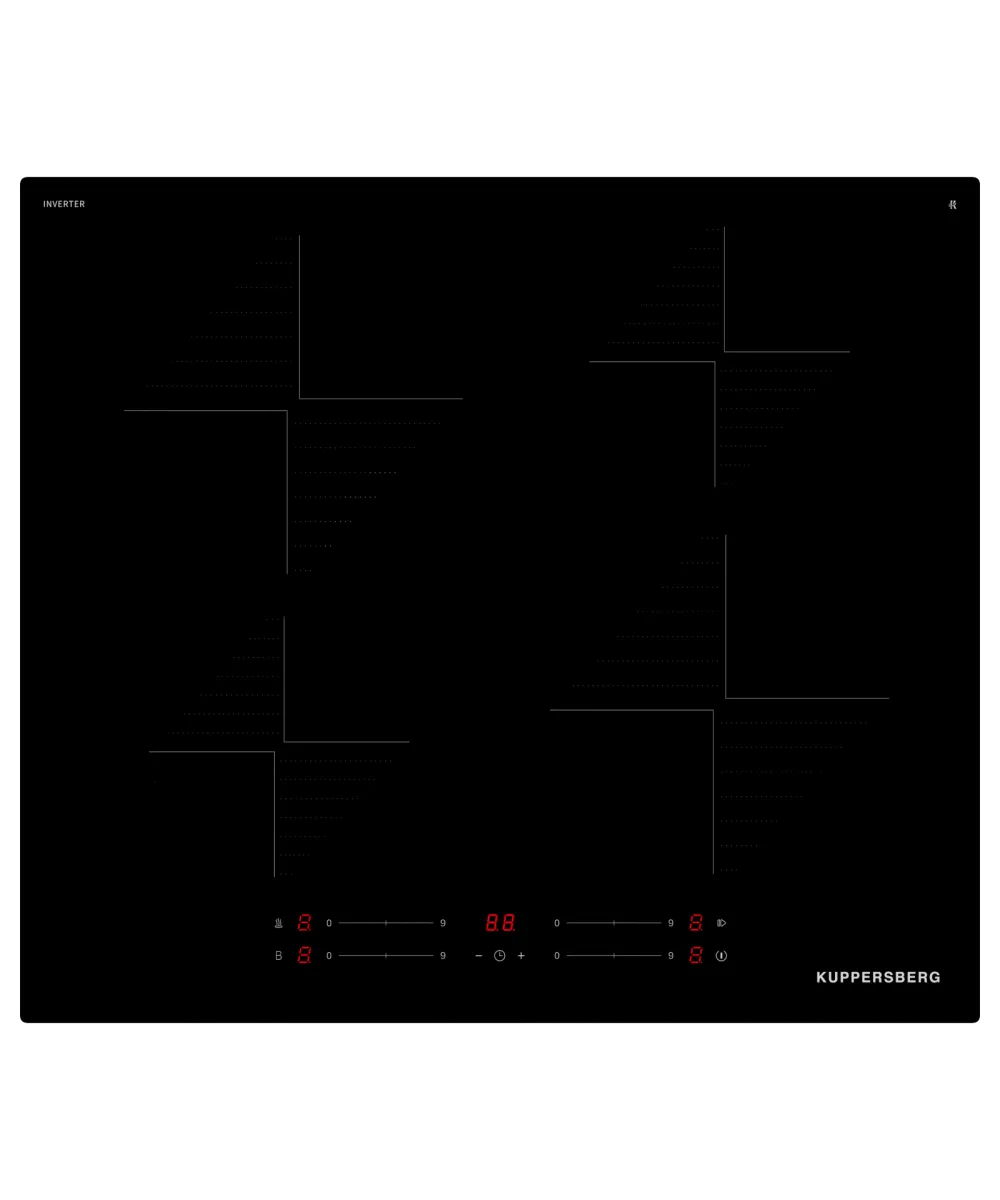 INVERTER
8. 0 9 8.8. 0 9 8.
B 8. 0 9 − + 0 9 8.
KUPPERSBERG